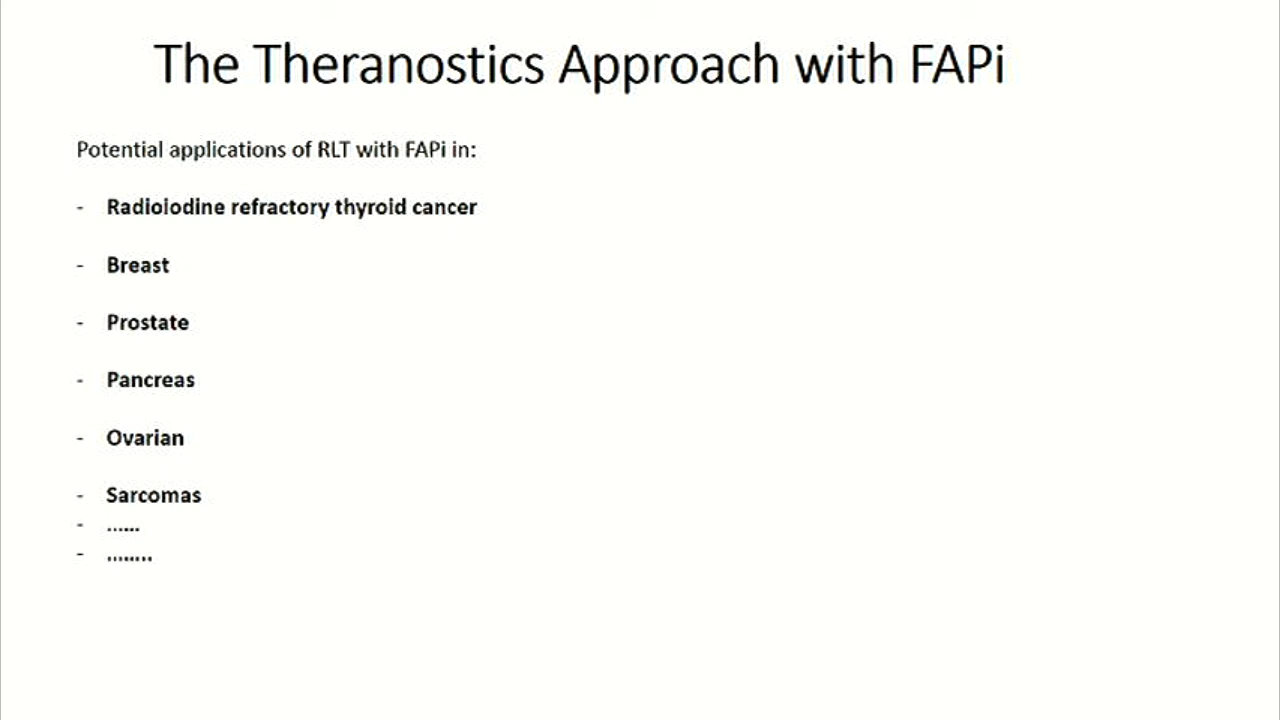 The Theranostics Approach with FAPi
Potential applications of RLT with FAPi in:
- Radioiodine refractory thyroid cancer
- Breast
- Prostate
- Pancreas
- Ovarian
- Sarcomas
- ......
- ........